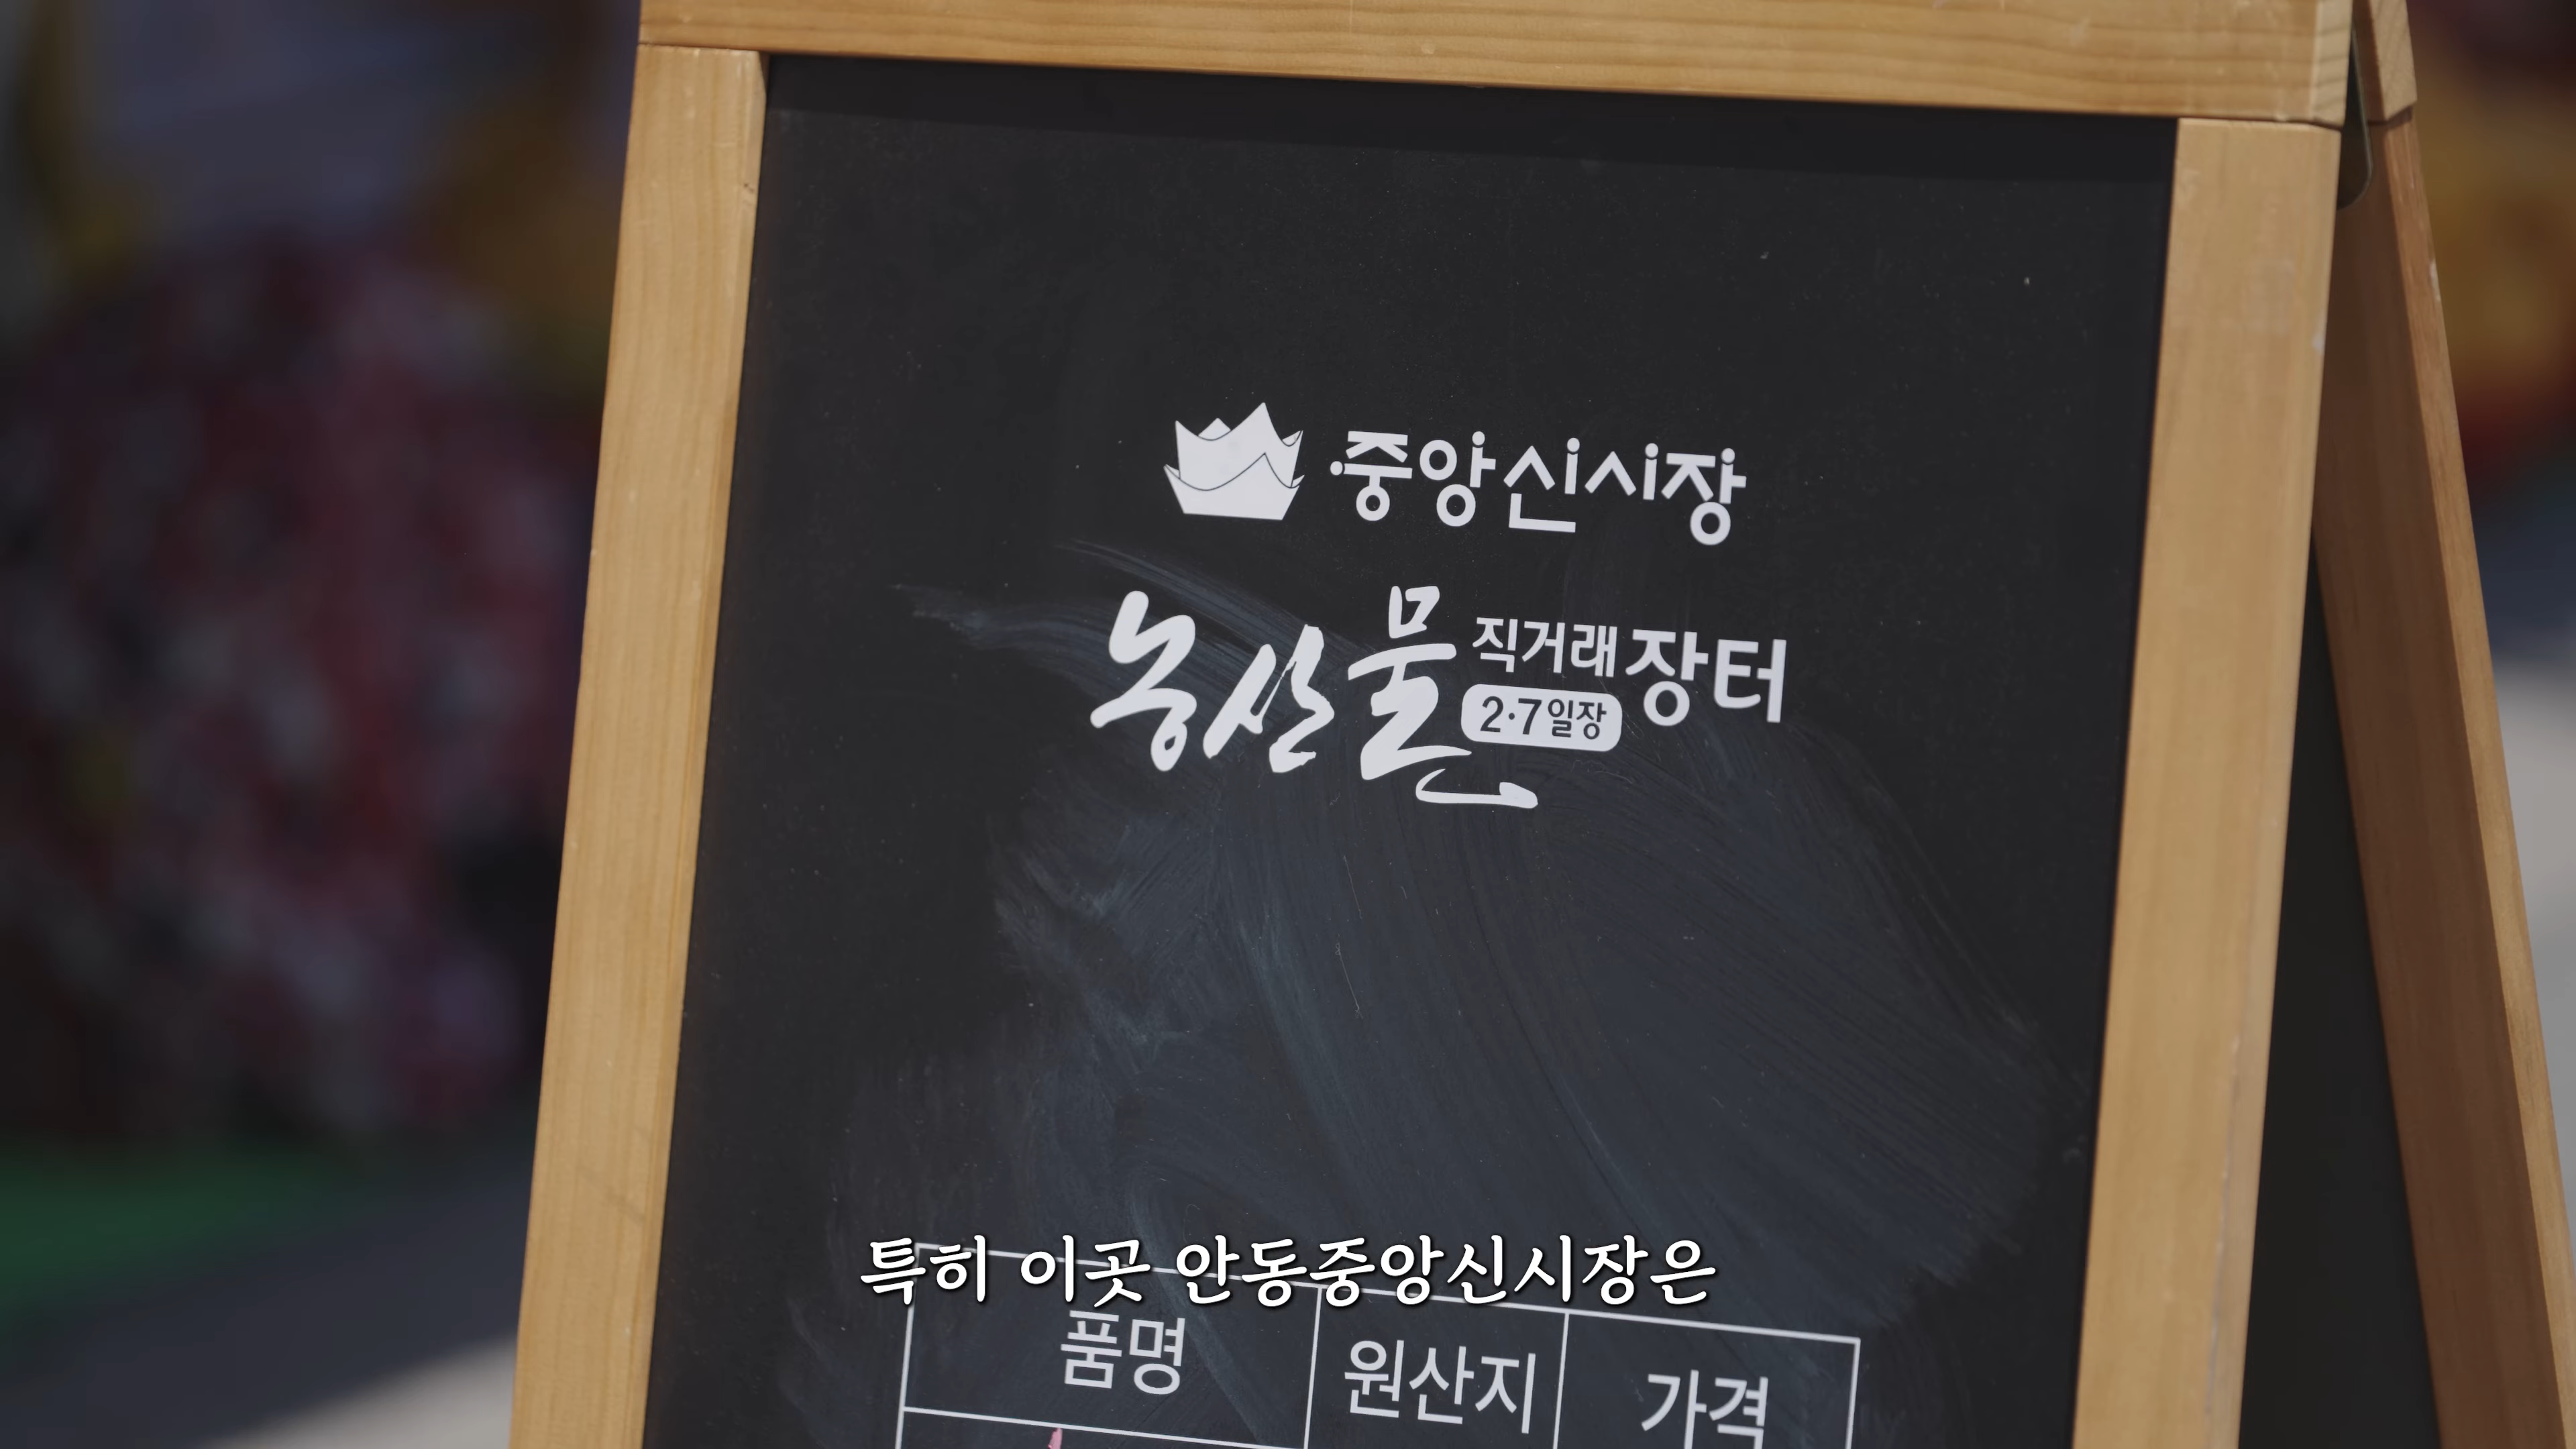 중앙신시장
농산물 직거래 장터
2·7일장
특히 이곳 안동중앙신시장은
품명 원산지 가격